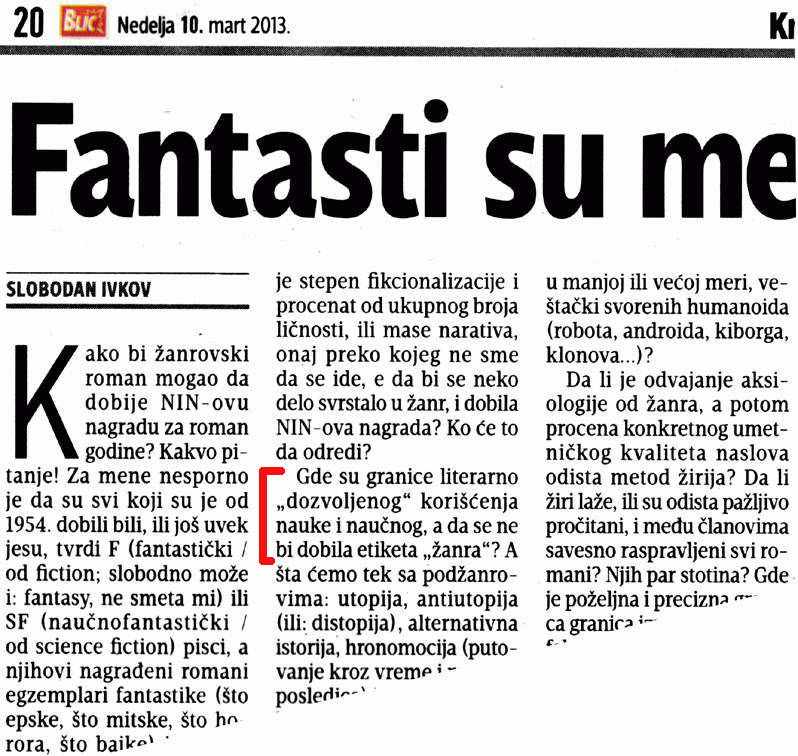 20 Blic Nedelja 10. mart 2013.
Fantasti su
SLOBODAN IVKOV
Kako bi žanrovski
roman mogao da
dobije NIN-ovu
nagradu za roman
godine? Kakvo pi-
tanje! Za mene nesporno
je da su svi koji su je od
1954. dobili bili, ili još uvek
jesu, tvrdi F (fantastički /
od fiction; slobodno može
i: fantasy, ne smeta mi) ili
SF (naučnofantastički /
od science fiction) pisci, a
njihovi nagrađeni romani
egzemplari fantastike (što
epske, što mitske, što
rora, što
je stepen fikcionalizacije i
procenat od ukupnog broja
ličnosti, ili mase narativa,
onaj preko kojeg ne sme
da se ide, e da bi se neko
delo svrstalo u žanr, i dobila
NIN-ova nagrada? Ko će to
da odredi?
Gde su granice literarno
„dozvoljenog“ korišćenja
nauke i naučnog, a da se ne
bi dobila etiketa „žanra“? A
šta ćemo tek sa podžanro-
vima: utopija, antiutopija
(ili: distopija), alternativna
istorija, hronomocija (puto-
vanje kroz vreme i
u manjoj ili većoj meri, ve-
štački svorenih humanoida
(robota, androida, kiborga,
klonova...)?
Da li je odvajanje aksi-
ologije od žanra, a potom
procena konkretnog umet-
ničkog kvaliteta naslova
odista metod žirija? Da li
žiri laže, ili su odista pažljivo
pročitani, i među članovima
savesno raspravljeni svi ro-
mani? Njih par stotina? Gde
je poželjna i precizna
ca granica